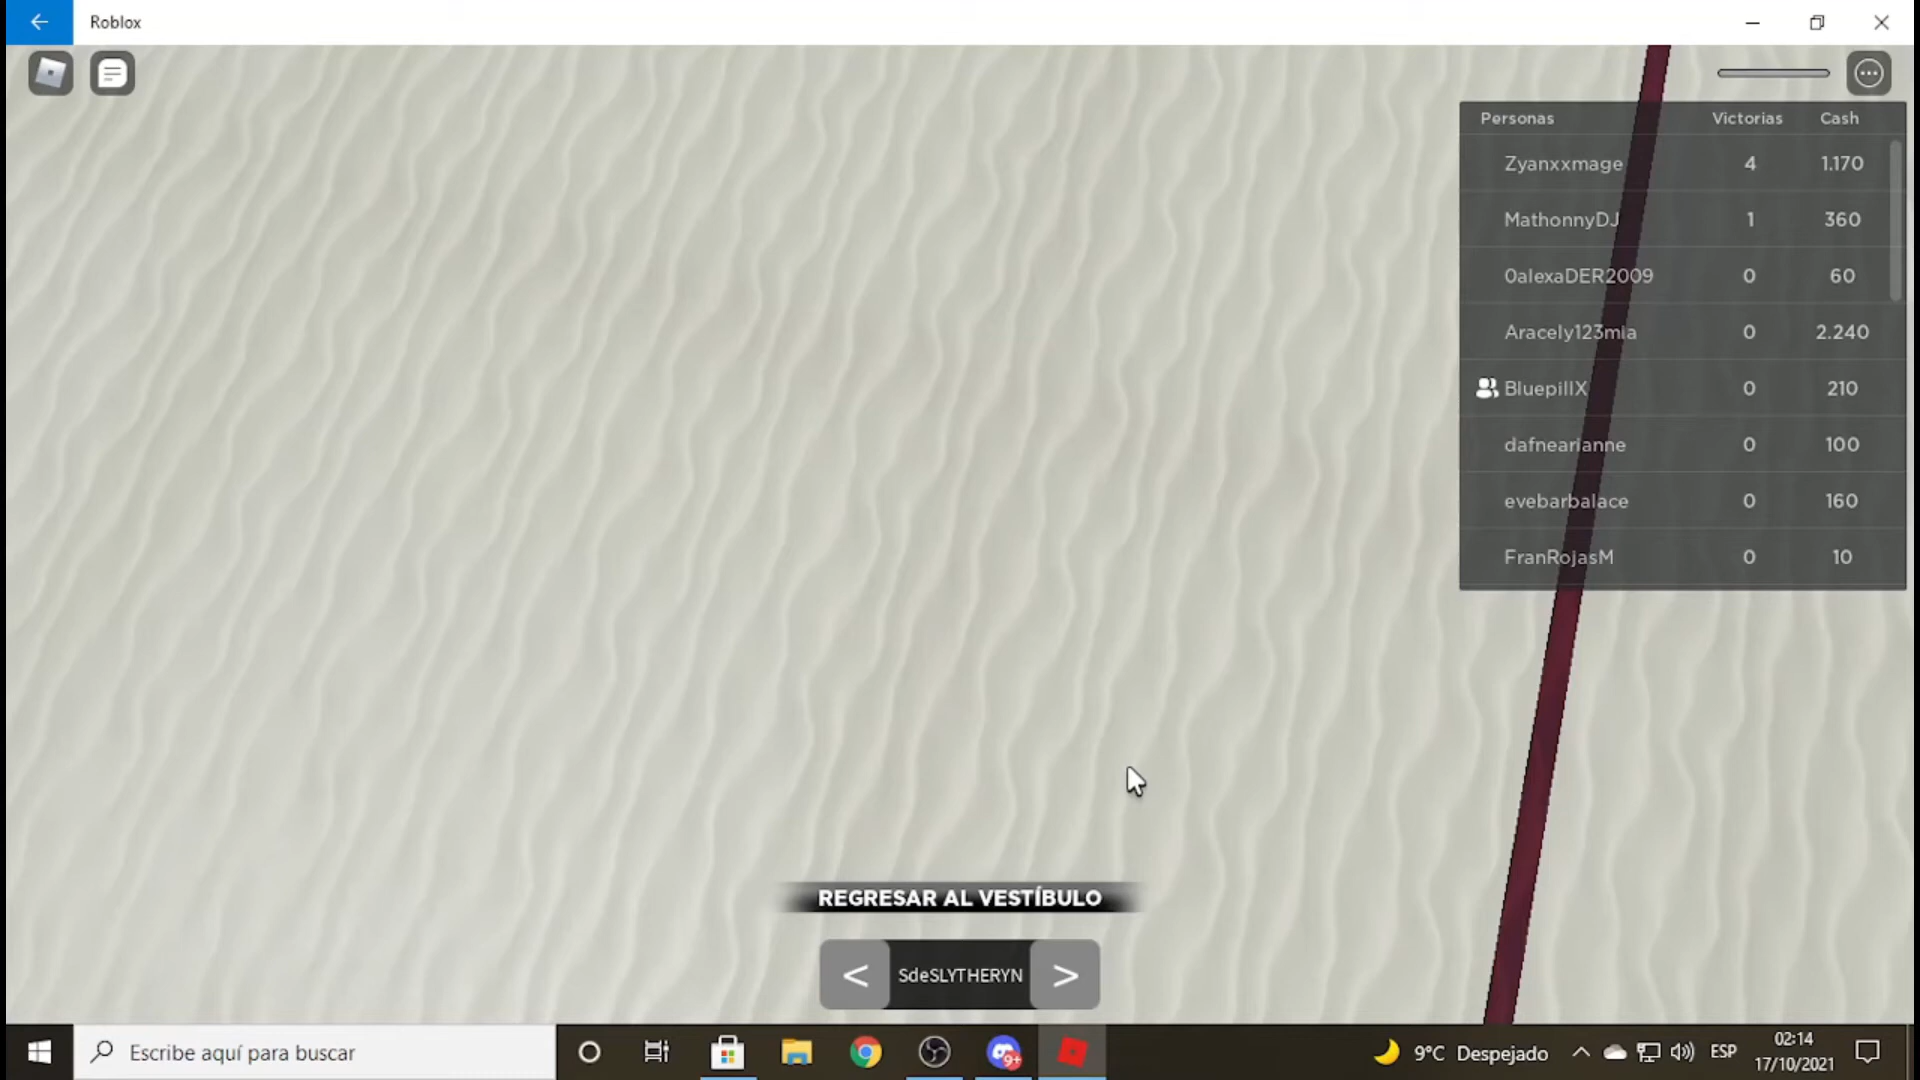 Roblox
Personas Victorias Cash
Zyanxxmage 4 1.170
MathonnyDJ 1 360
0alexaDER2009 0 60
Aracely123mia 0 2.240
BluepillX 0 210
dafnearianne 0 100
evebarbalace 0 160
FranRojasM 0 10
REGRESAR AL VESTÍBULO
< SdeSLYTHERYN >
Escribe aquí para buscar
9+
9°C Despejado
ESP
02:14
17/10/2021